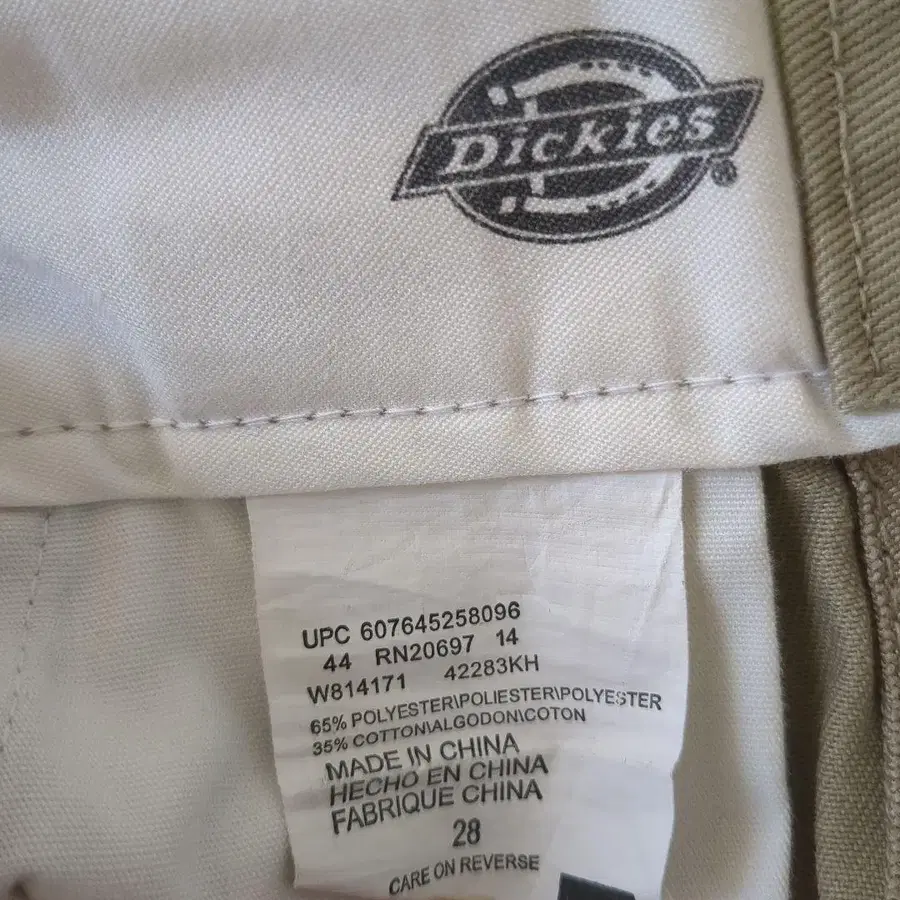 Dickies®
UPC 607645258096
44 RN20697 14
W814171 42283KH
65% POLYESTER\POLIESTER\POLYESTER
35% COTTON\ALGODON\COTON
MADE IN CHINA
HECHO EN CHINA
FABRIQUE CHINA
28
CARE ON REVERSE